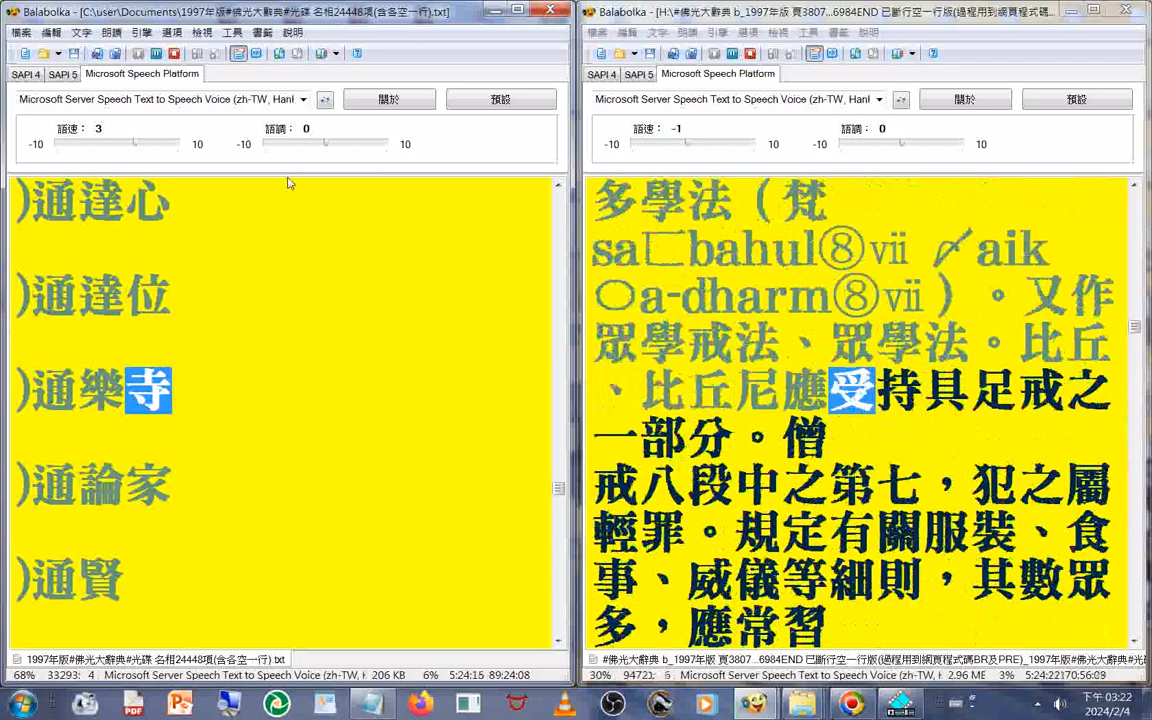 Balabolka - [C:\user\Documents\1997年版#佛光大辭典#光碟 名相24448項(含各空一行).txt]
檔案 編輯 文字 朗讀 引擎 選項 檢視 工具 書籤 說明
SAPI 4 SAPI 5 Microsoft Speech Platform
Microsoft Server Speech Text to Speech Voice (zh-TW, Hanl
關於 預設
語速： 3 語調： 0
-10 10 -10 10
)通達心
)通達位
)通樂寺
)通論家
)通賢
1997年版#佛光大辭典#光碟 名相24448項(含各空一行).txt
68% 33293: 4 Microsoft Server Speech Text to Speech Voice (zh-TW, H 206 KB 6% 5:24:15 89:24:08
Balabolka - [H:\#佛光大辭典 b_1997年版 頁3807...6984END 已斷行空一行版(過程用到網頁程式碼...
檔案 編輯 文字 朗讀 引擎 選項 檢視 工具 書籤 說明
SAPI 4 SAPI 5 Microsoft Speech Platform
Microsoft Server Speech Text to Speech Voice (zh-TW, Hanl
關於 預設
語速： -1 語調： 0
-10 10 -10 10
多學法（梵
sa匚bahul⑧ⅶ 〆aik
〇a-dharm⑧ⅶ）。又作
眾學戒法、眾學法。比丘
、比丘尼應受持具足戒之
一部分。僧
戒八段中之第七，犯之屬
輕罪。規定有關服裝、食
事、威儀等細則，其數眾
多，應常習
#佛光大辭典 b_1997年版 頁3807...6984END 已斷行空一行版(過程用到網頁程式碼BR及PRE)_1997年版#佛光
30% 94722: 6 Microsoft Server Speech Text to Speech Voice (zh-TW, H 2.96 ME 3% 5:24:22 170:56:09
PDF
下午 03:22
2024/2/4